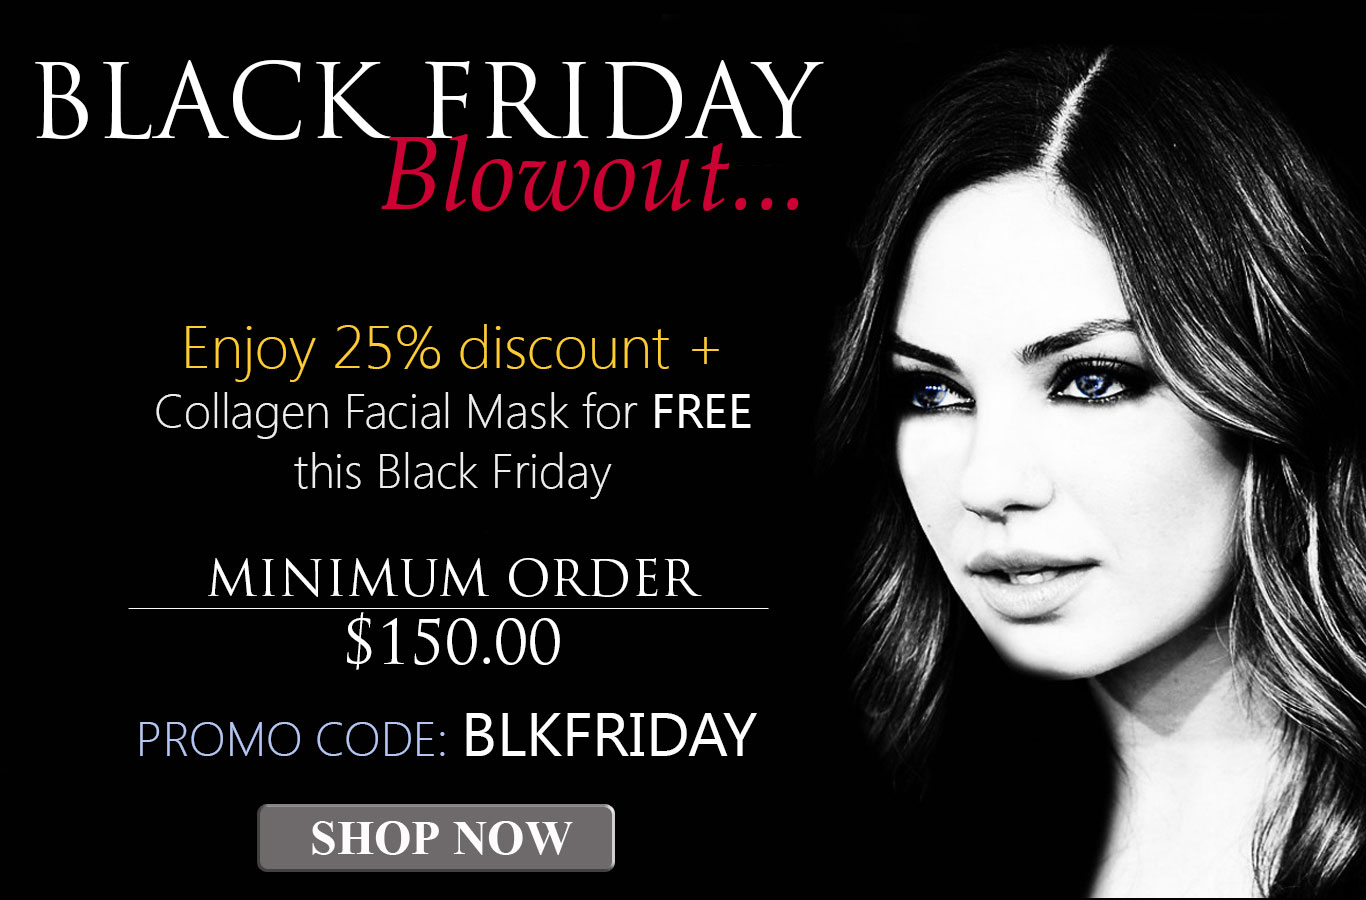 BLACK FRIDAY
Blowout...
Enjoy 25% discount +
Collagen Facial Mask for FREE
this Black Friday
MINIMUM ORDER
$150.00
PROMO CODE: BLKFRIDAY
SHOP NOW